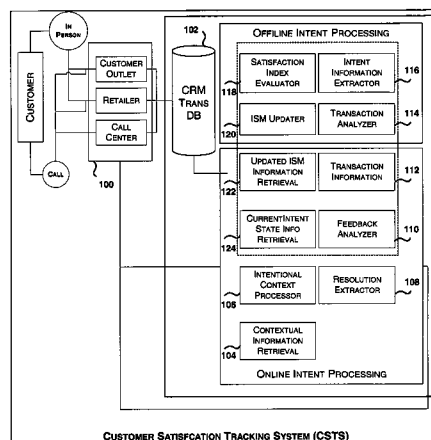 IN
PERSON
CUSTOMER
CALL
CUSTOMER
OUTLET
RETAILER
CALL
CENTER
100
102
CRM
TRANS
DB
OFFILINE INTENT PROCESSING
SATISFACTION
INDEX
EVALUATOR
118
INTENT
INFORMATION
EXTRACTOR
116
ISM UPDATER
120
TRANSACTION
ANALYZER
114
UPDATED ISM
INFORMATION
RETRIEVAL
122
TRANSACTION
INFORMATION
112
CURRENTINTENT
STATE INFO
RETRIEVAL
124
FEEDBACK
ANALYZER
110
INTENTIONAL
CONTEXT
PROCESSOR
106
RESOLUTION
EXTRACTOR
108
CONTEXTUAL
INFORMATION
RETRIEVAL
104
ONLINE INTENT PROCESSING
CUSTOMER SATISFCATION TRACKING SYSTEM (CSTS)